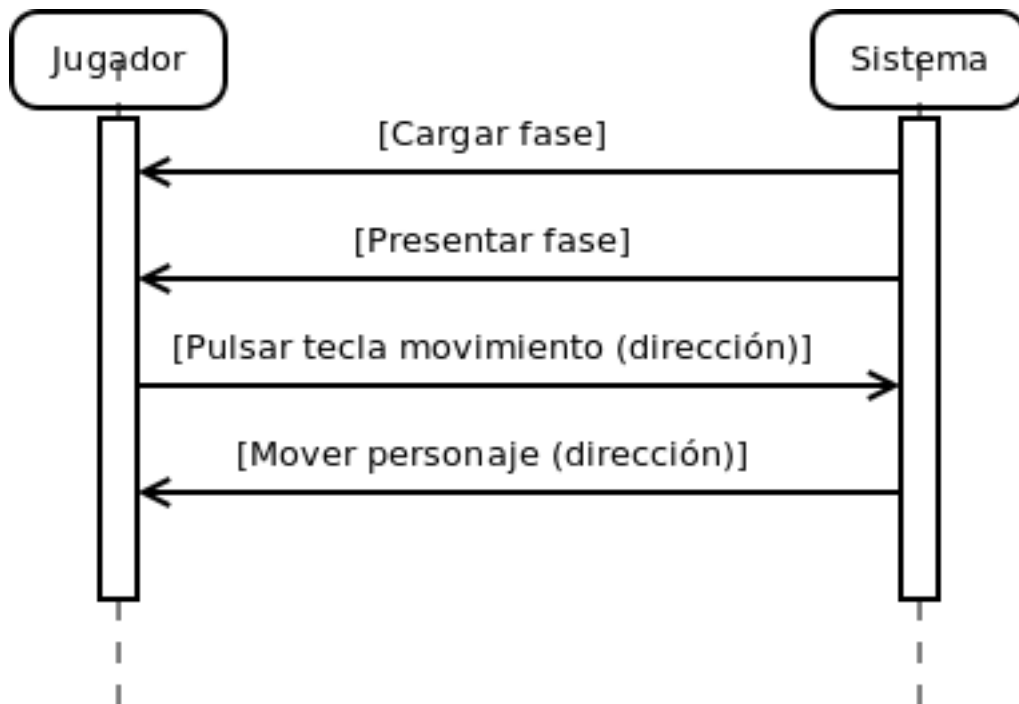 Jugador
Sistema
[Cargar fase]
[Presentar fase]
[Pulsar tecla movimiento (dirección)]
[Mover personaje (dirección)]